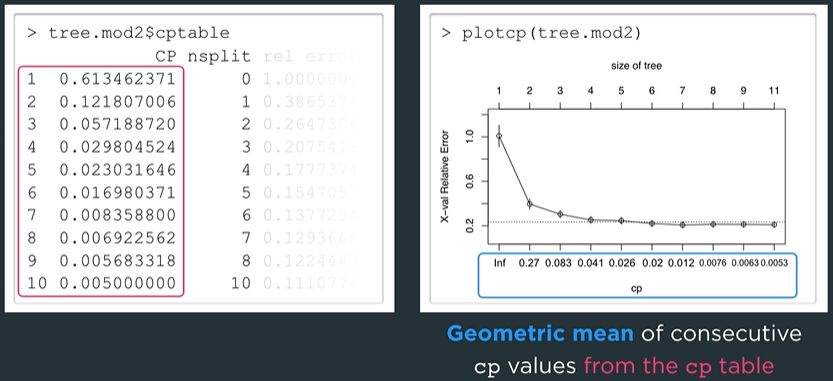 > tree.mod2$cptable
CP nsplit rel error
1 0.613462371 0 1.0000000
2 0.121807006 1 0.3865376
3 0.057188720 2 0.264730
4 0.029804524 3 0.207541
5 0.023031646 4 0.177737
6 0.016980371 5 0.154705
7 0.008358800 6 0.137725
8 0.006922562 7 0.129366
9 0.005683318 8 0.122444
10 0.005000000 10 0.111077
> plotcp(tree.mod2)
size of tree
1 2 3 4 5 6 7 8 9 11
X-val Relative Error
1.0
0.6
0.2
Inf 0.27 0.083 0.041 0.026 0.02 0.012 0.0076 0.0063 0.0053
cp
Geometric mean of consecutive
cp values from the cp table